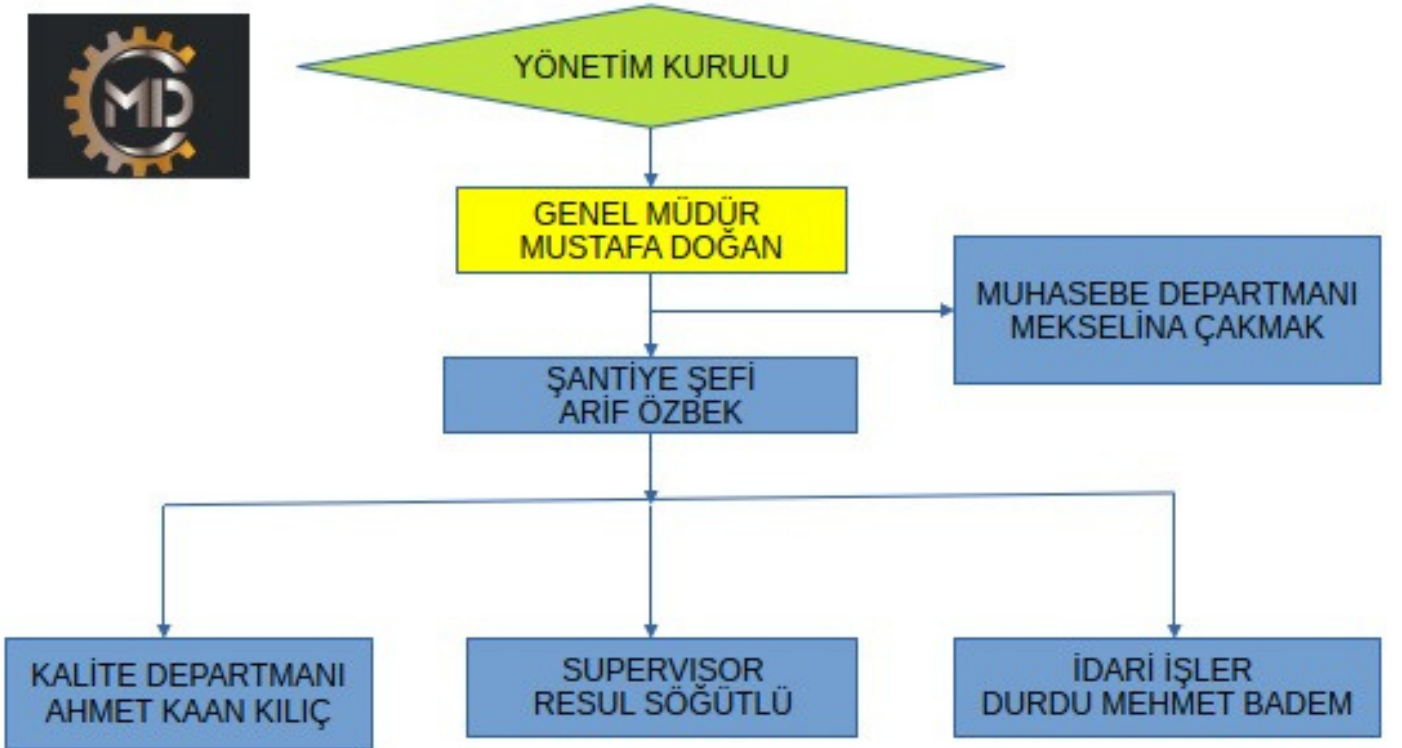 MD
YÖNETİM KURULU
GENEL MÜDÜR
MUSTAFA DOĞAN
MUHASEBE DEPARTMANI
MEKSELİNA ÇAKMAK
ŞANTİYE ŞEFİ
ARİF ÖZBEK
KALİTE DEPARTMANI
AHMET KAAN KILIÇ
SUPERVISOR
RESUL SÖĞÜTLÜ
İDARİ İŞLER
DURDU MEHMET BADEM